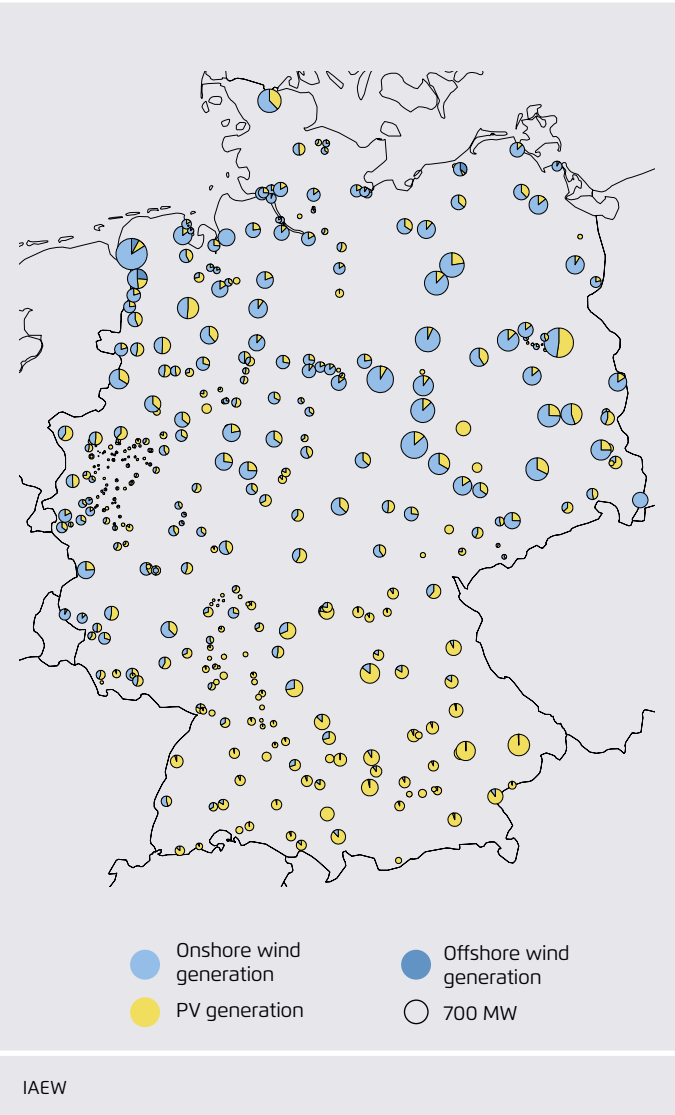 Onshore wind
generation
Offshore wind
generation
PV generation
700 MW
IAEW